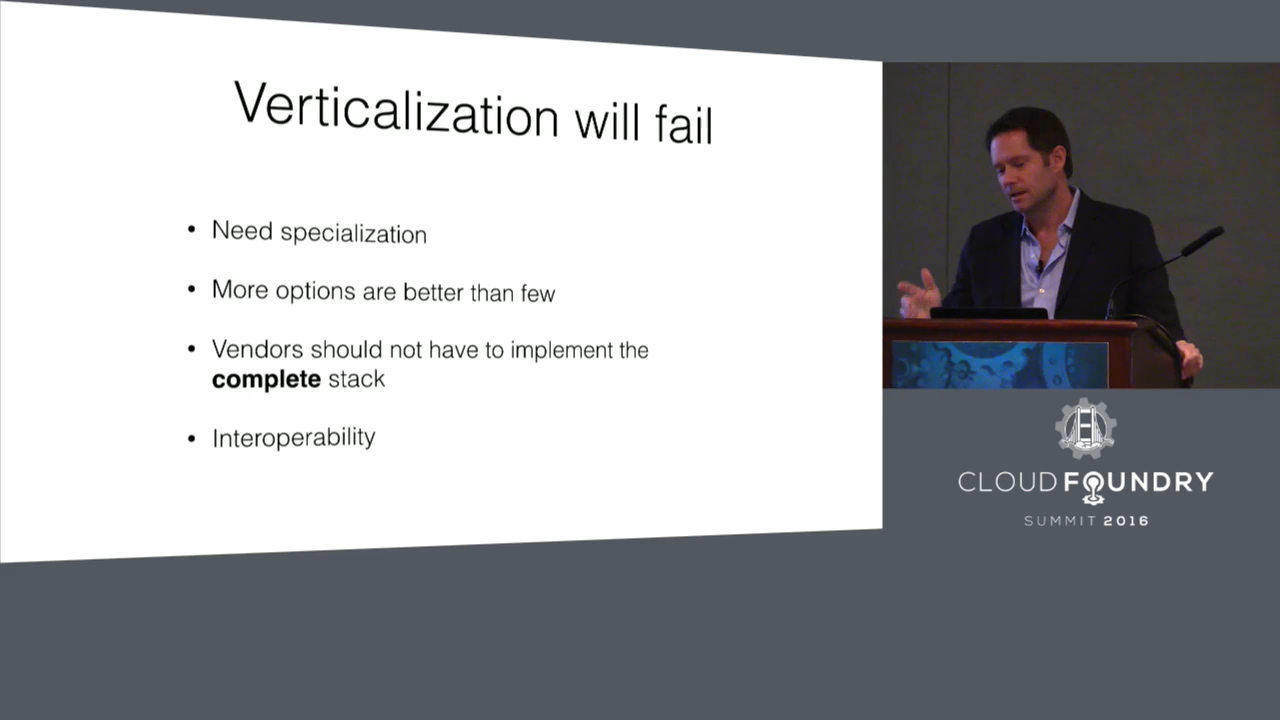 Verticalization will fail
• Need specialization
• More options are better than few
• Vendors should not have to implement the
complete stack
• Interoperability
CLOUD FOUNDRY
SUMMIT 2016